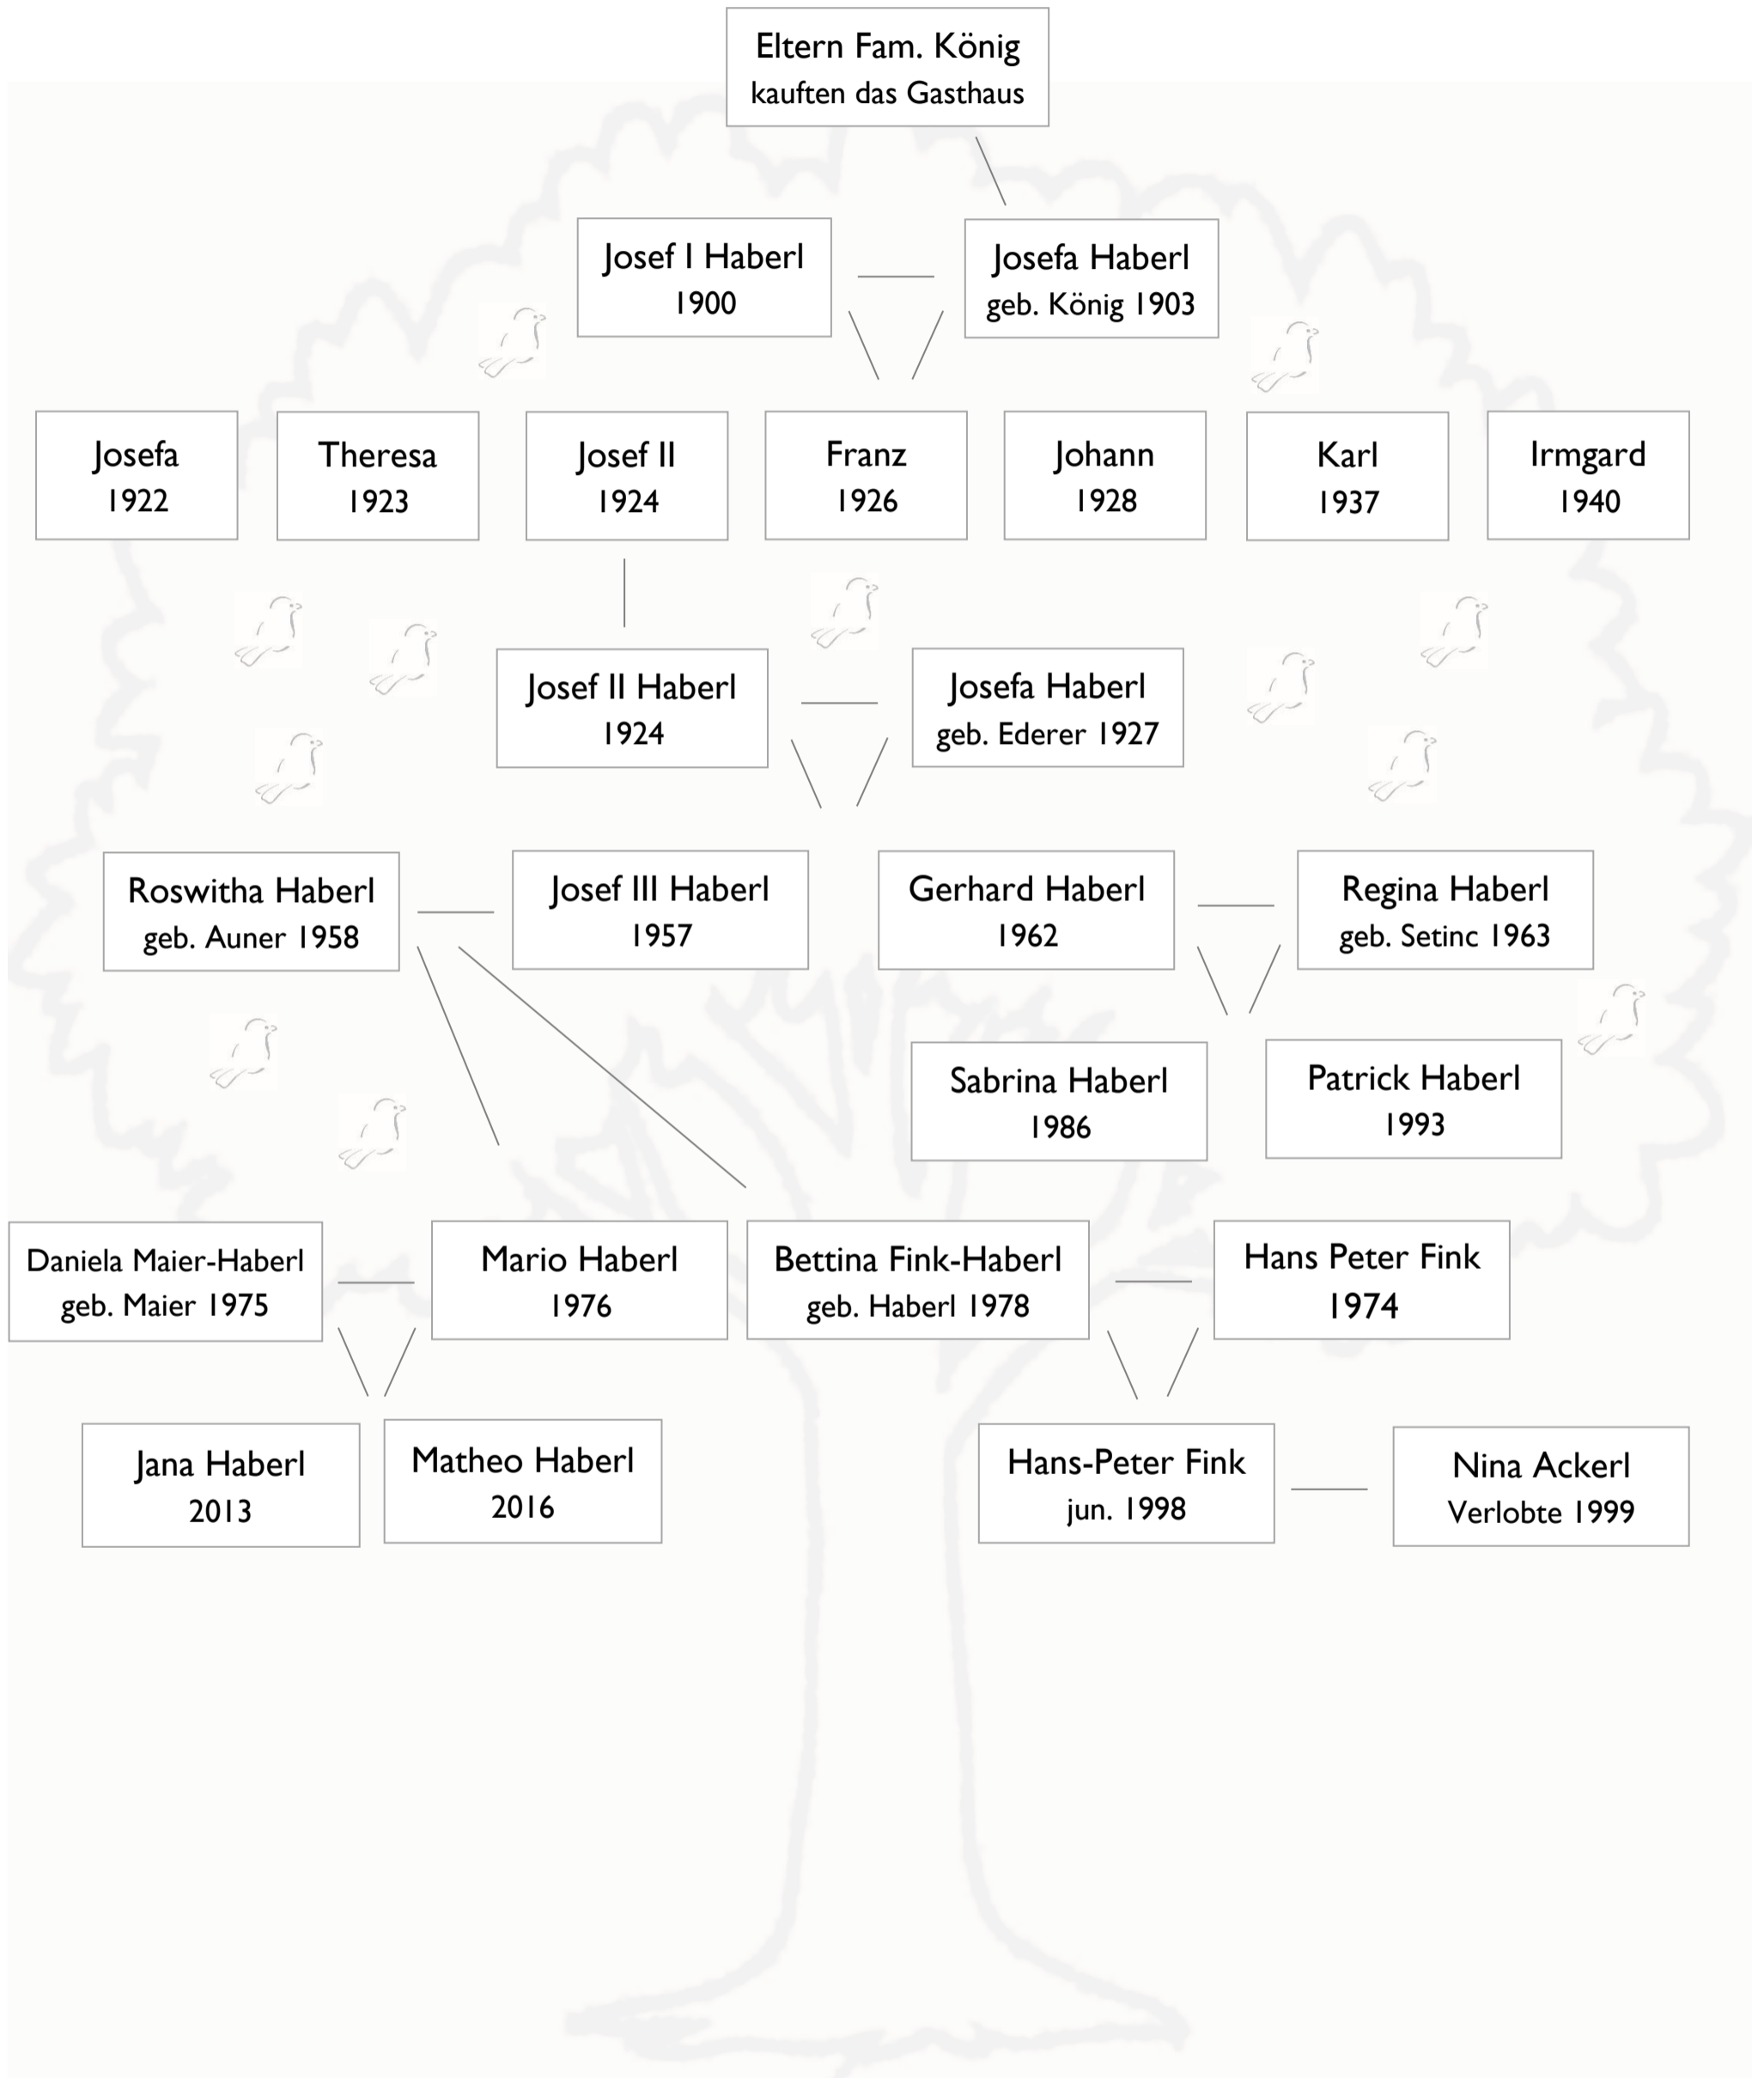 Eltern Fam. König
kauften das Gasthaus
Josef I Haberl
1900
Josefa Haberl
geb. König 1903
Josefa
1922
Theresa
1923
Josef II
1924
Franz
1926
Johann
1928
Karl
1937
Irmgard
1940
Josef II Haberl
1924
Josefa Haberl
geb. Ederer 1927
Roswitha Haberl
geb. Auner 1958
Josef III Haberl
1957
Gerhard Haberl
1962
Regina Haberl
geb. Setinc 1963
Sabrina Haberl
1986
Patrick Haberl
1993
Daniela Maier-Haberl
geb. Maier 1975
Mario Haberl
1976
Bettina Fink-Haberl
geb. Haberl 1978
Hans Peter Fink
1974
Jana Haberl
2013
Matheo Haberl
2016
Hans-Peter Fink
jun. 1998
Nina Ackerl
Verlobte 1999